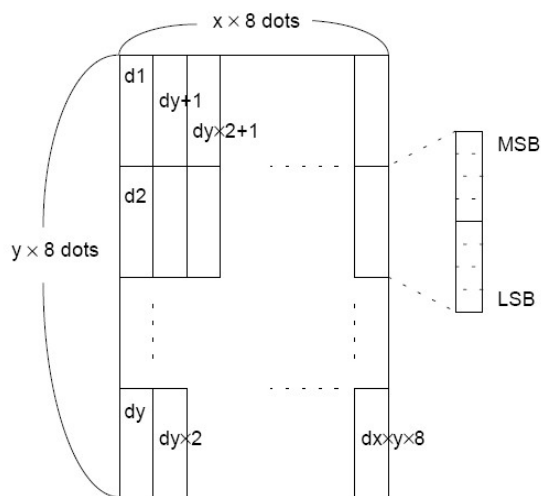 x × 8 dots
d1
dy+1
dy×2+1
MSB
d2
y × 8 dots
LSB
dy
dy×2
dx×y×8